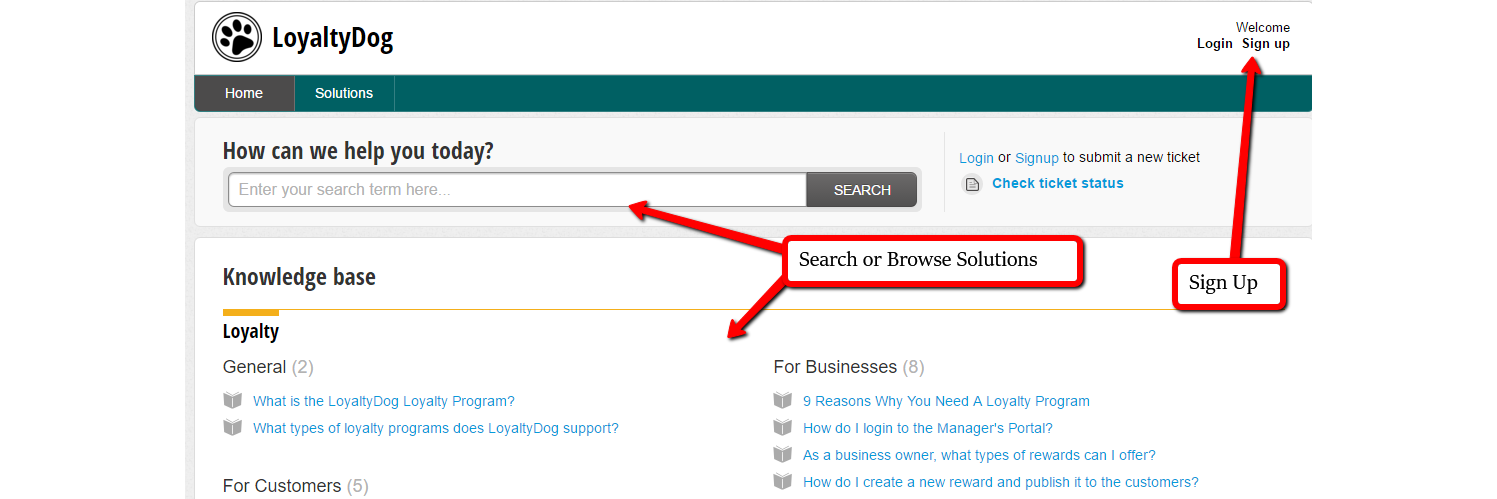 LoyaltyDog
Welcome
Login Sign up
Home Solutions
How can we help you today?
Enter your search term here... SEARCH
Login or Signup to submit a new ticket
Check ticket status
Search or Browse Solutions
Sign Up
Knowledge base
Loyalty
General (2)
What is the LoyaltyDog Loyalty Program?
What types of loyalty programs does LoyaltyDog support?
For Customers (5)
For Businesses (8)
9 Reasons Why You Need A Loyalty Program
How do I login to the Manager's Portal?
As a business owner, what types of rewards can I offer?
How do I create a new reward and publish it to the customers?